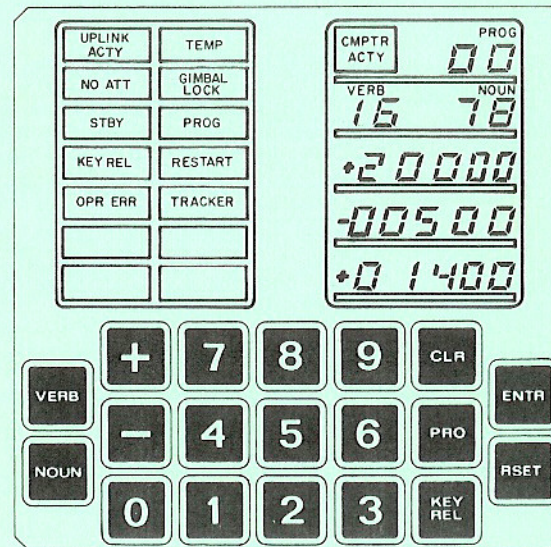 UPLINK ACTY
TEMP
NO ATT
GIMBAL LOCK
STBY
PROG
KEY REL
RESTART
OPR ERR
TRACKER
CMPTR ACTY
PROG
00
VERB
NOUN
16
78
+20000
-00500
+01400
VERB
NOUN
+
7
8
9
CLR
-
4
5
6
PRO
0
1
2
3
KEY REL
ENTR
RSET